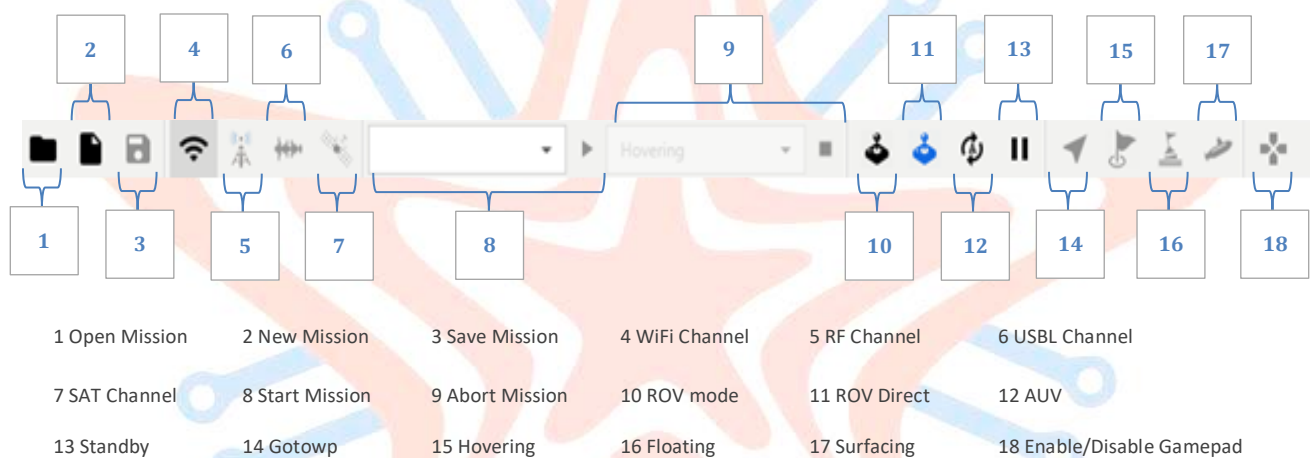 2 4 6 9 11 13 15 17
Hovering
1 3 5 7 8 10 12 14 16 18
1 Open Mission 2 New Mission 3 Save Mission 4 WiFi Channel 5 RF Channel 6 USBL Channel
7 SAT Channel 8 Start Mission 9 Abort Mission 10 ROV mode 11 ROV Direct 12 AUV
13 Standby 14 Gotowp 15 Hovering 16 Floating 17 Surfacing 18 Enable/Disable Gamepad